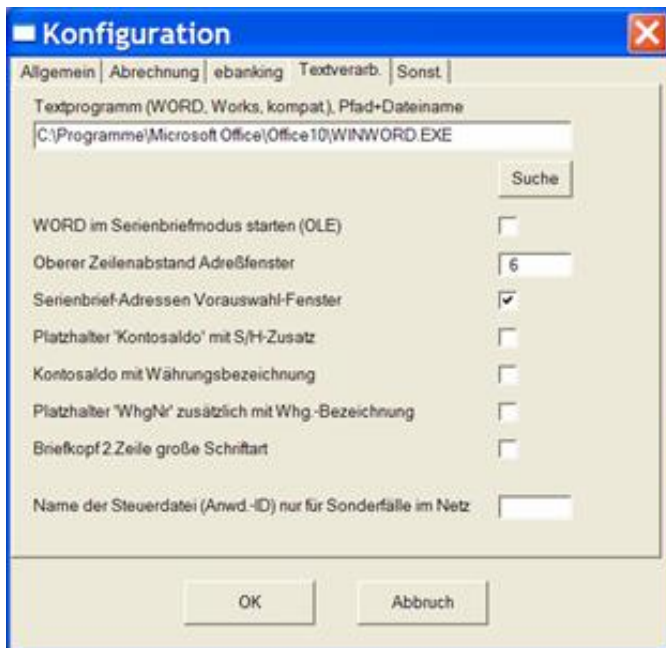 Konfiguration
Allgemein Abrechnung ebanking Textverarb. Sonst.
Textprogramm (WORD, Works, kompat.), Pfad+Dateiname
C:\Programme\Microsoft Office\Office10\WINWORD.EXE
Suche
WORD im Serienbriefmodus starten (OLE)
Oberer Zeilenabstand Adreßfenster 6
Serienbrief-Adressen Vorauswahl-Fenster
Platzhalter 'Kontosaldo' mit S/H-Zusatz
Kontosaldo mit Währungsbezeichnung
Platzhalter 'WhgNr' zusätzlich mit Whg.-Bezeichnung
Briefkopf 2.Zeile große Schriftart
Name der Steuerdatei (Anwd.-ID) nur für Sonderfälle im Netz
OK Abbruch